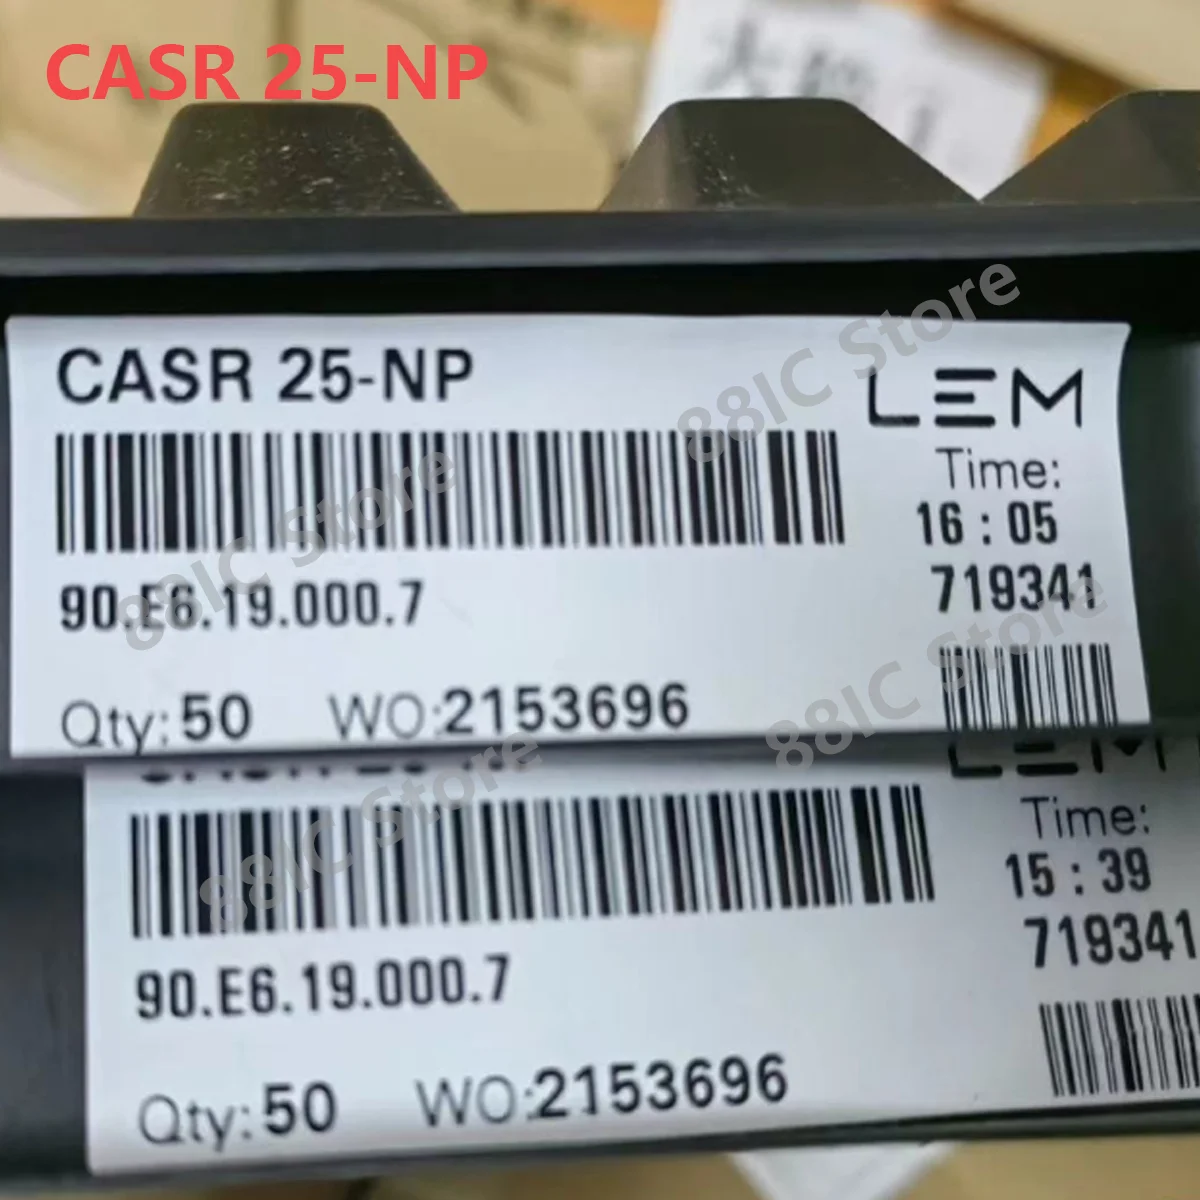 CASR 25-NP
CASR 25-NP
LEM
Time:
16 : 05
90.E6.19.000.7
719341
Qty: 50 WO:2153696
LEM
Time:
15 : 39
719341
90.E6.19.000.7
Qty: 50 WO:2153696
88IC Store
88IC Store
88IC Store
88IC Store